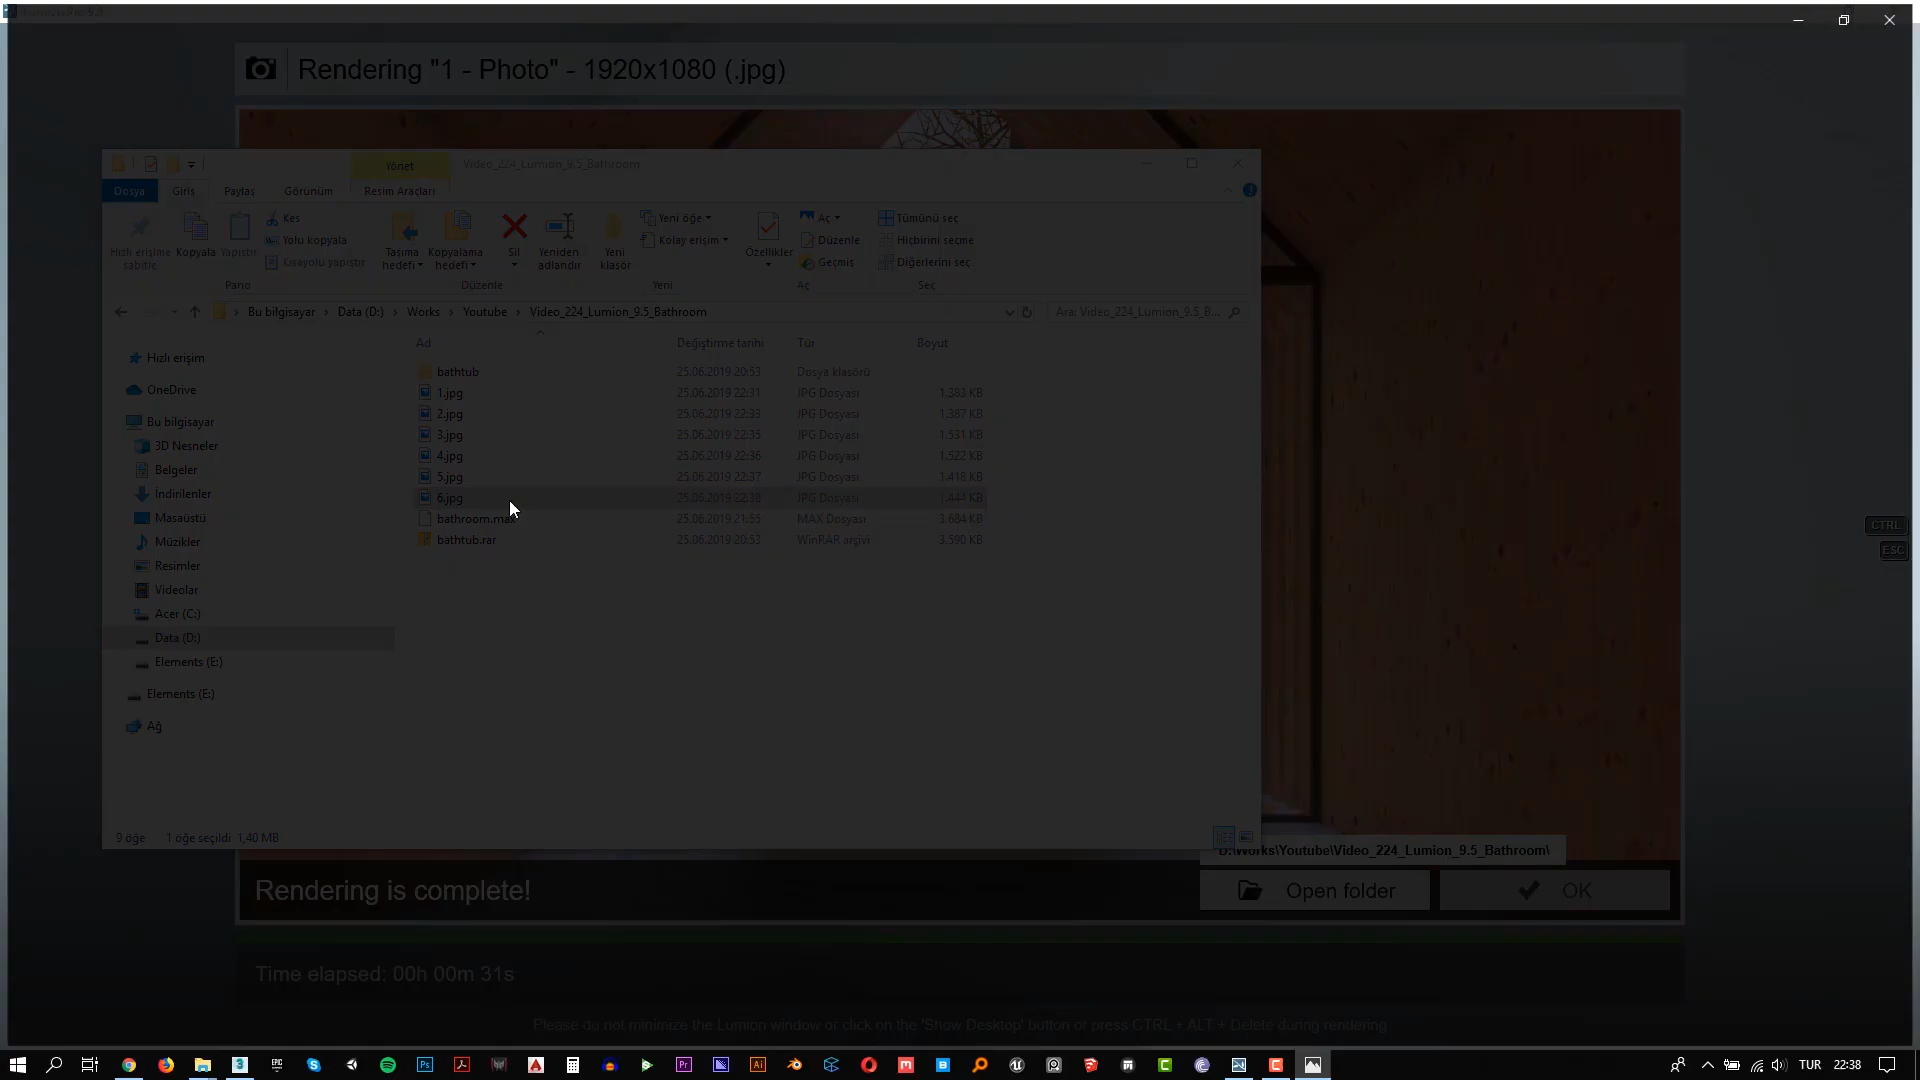 Rendering "1 - Photo" - 1920x1080 (.jpg)
Yönet
Video_224_Lumion_9.5_Bathroom
Dosya
Giriş
Paylaş
Görünüm
Resim Araçları
Hızlı erişime sabitle
Kopyala
Yapıştır
Kes
Yolu kopyala
Kısayolu yapıştır
Pano
Taşıma hedefi
Kopyalama hedefi
Sil
Yeniden adlandır
Düzenle
Yeni klasör
Yeni öğe
Kolay erişim
Yeni
Özellikler
Aç
Düzenle
Geçmiş
Aç
Tümünü seç
Hiçbirini seçme
Diğerlerini seç
Seç
Bu bilgisayar > Data (D:) > Works > Youtube > Video_224_Lumion_9.5_Bathroom
Ara: Video_224_Lumion_9.5_B...
Ad Değiştirme tarihi Tür Boyut
bathtub 25.06.2019 20:53 Dosya klasörü
1.jpg 25.06.2019 22:31 JPG Dosyası 1.383 KB
2.jpg 25.06.2019 22:33 JPG Dosyası 1.387 KB
3.jpg 25.06.2019 22:35 JPG Dosyası 1.531 KB
4.jpg 25.06.2019 22:36 JPG Dosyası 1.522 KB
5.jpg 25.06.2019 22:37 JPG Dosyası 1.418 KB
6.jpg 25.06.2019 22:38 JPG Dosyası 1.444 KB
bathroom.max 25.06.2019 21:55 MAX Dosyası 3.684 KB
bathtub.rar 25.06.2019 20:53 WinRAR arşivi 3.590 KB
Hızlı erişim
OneDrive
Bu bilgisayar
3D Nesneler
Belgeler
İndirilenler
Masaüstü
Müzikler
Resimler
Videolar
Acer (C:)
Data (D:)
Elements (E:)
Elements (E:)
Ağ
9 öğe 1 öğe seçildi 1,40 MB
CTRL
ESC
D:\Works\Youtube\Video_224_Lumion_9.5_Bathroom\
Rendering is complete!
Open folder
OK
Time elapsed: 00h 00m 31s
Please do not minimize the Lumion window or click on the 'Show Desktop' button or press CTRL + ALT + Delete during rendering
TUR 22:38